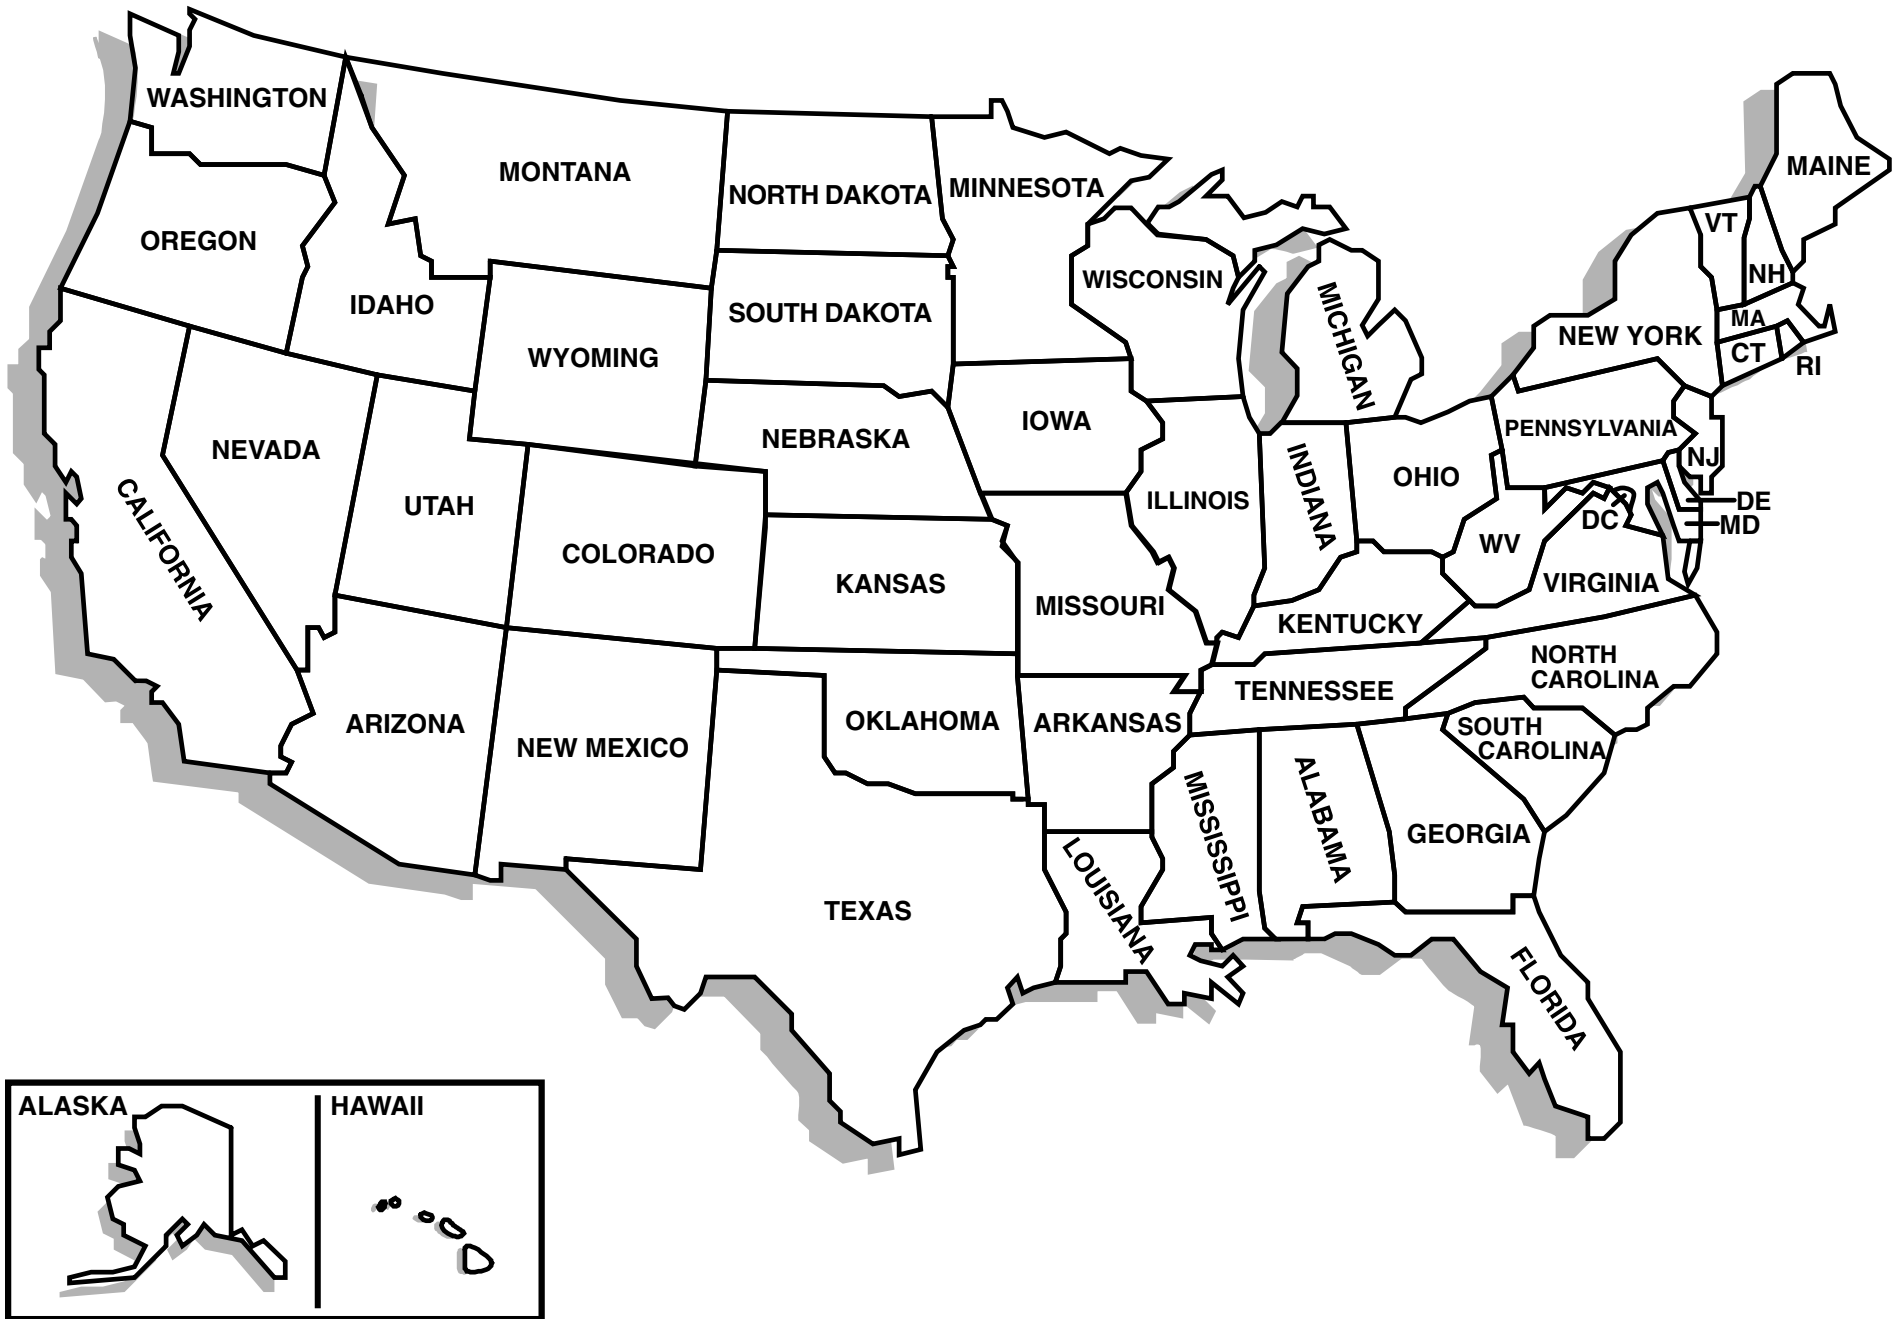 WASHINGTON
MONTANA
NORTH DAKOTA
MINNESOTA
MAINE
VT
OREGON
IDAHO
WISCONSIN
NH
SOUTH DAKOTA
MICHIGAN
MA
NEW YORK
WYOMING
CT
RI
IOWA
PENNSYLVANIA
NEBRASKA
NEVADA
NJ
OHIO
INDIANA
ILLINOIS
UTAH
DE
DC
MD
CALIFORNIA
COLORADO
WV
KANSAS
VIRGINIA
MISSOURI
KENTUCKY
NORTH
CAROLINA
TENNESSEE
ARIZONA
OKLAHOMA
ARKANSAS
SOUTH
CAROLINA
NEW MEXICO
MISSISSIPPI
ALABAMA
GEORGIA
LOUISIANA
TEXAS
FLORIDA
ALASKA
HAWAII